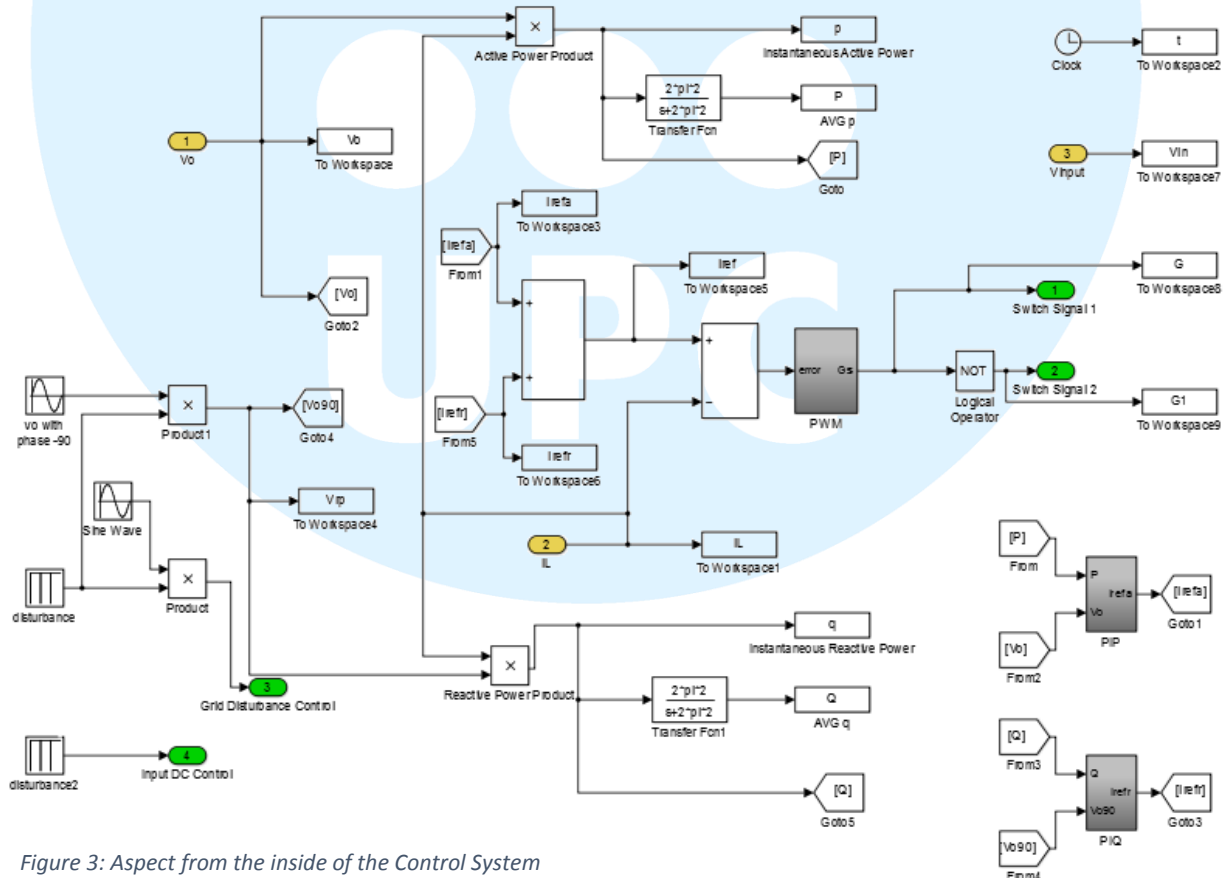 ×
Active Power Product
p
Instantaneous Active Power
2*pi*2
s+2*pi*2
Transfer Fcn
P
AVG p
[P]
Goto
Clock
t
To Workspace2
1
Vo
Vo
To Workspace
3
VInput
Vin
To Workspace7
[Irefa]
From1
Irefa
To Workspace3
+
+
Iref
To Workspace5
[Vo]
Goto2
G
To Workspace8
1
Switch Signal 1
+
−
error
Gs
PWM
NOT
Logical
Operator
2
Switch Signal 2
G1
To Workspace9
vo with
phase -90
×
Product1
[Vo90]
Goto4
[Irefr]
From5
Irefr
To Workspace6
Vrp
To Workspace4
Sine Wave
×
Product
disturbance
2
IL
IL
To Workspace1
3
Grid Disturbance Control
×
Reactive Power Product
q
Instantaneous Reactive Power
2*pi*2
s+2*pi*2
Transfer Fcn1
Q
AVG q
[Q]
Goto5
disturbance2
4
Input DC Control
[P]
From
[Vo]
From2
P
Vo
Irefa
PIP
[Irefa]
Goto1
[Q]
From3
[Vo90]
From4
Q
Vo90
Irefr
PIQ
[Irefr]
Goto3
UPC
Figure 3: Aspect from the inside of the Control System